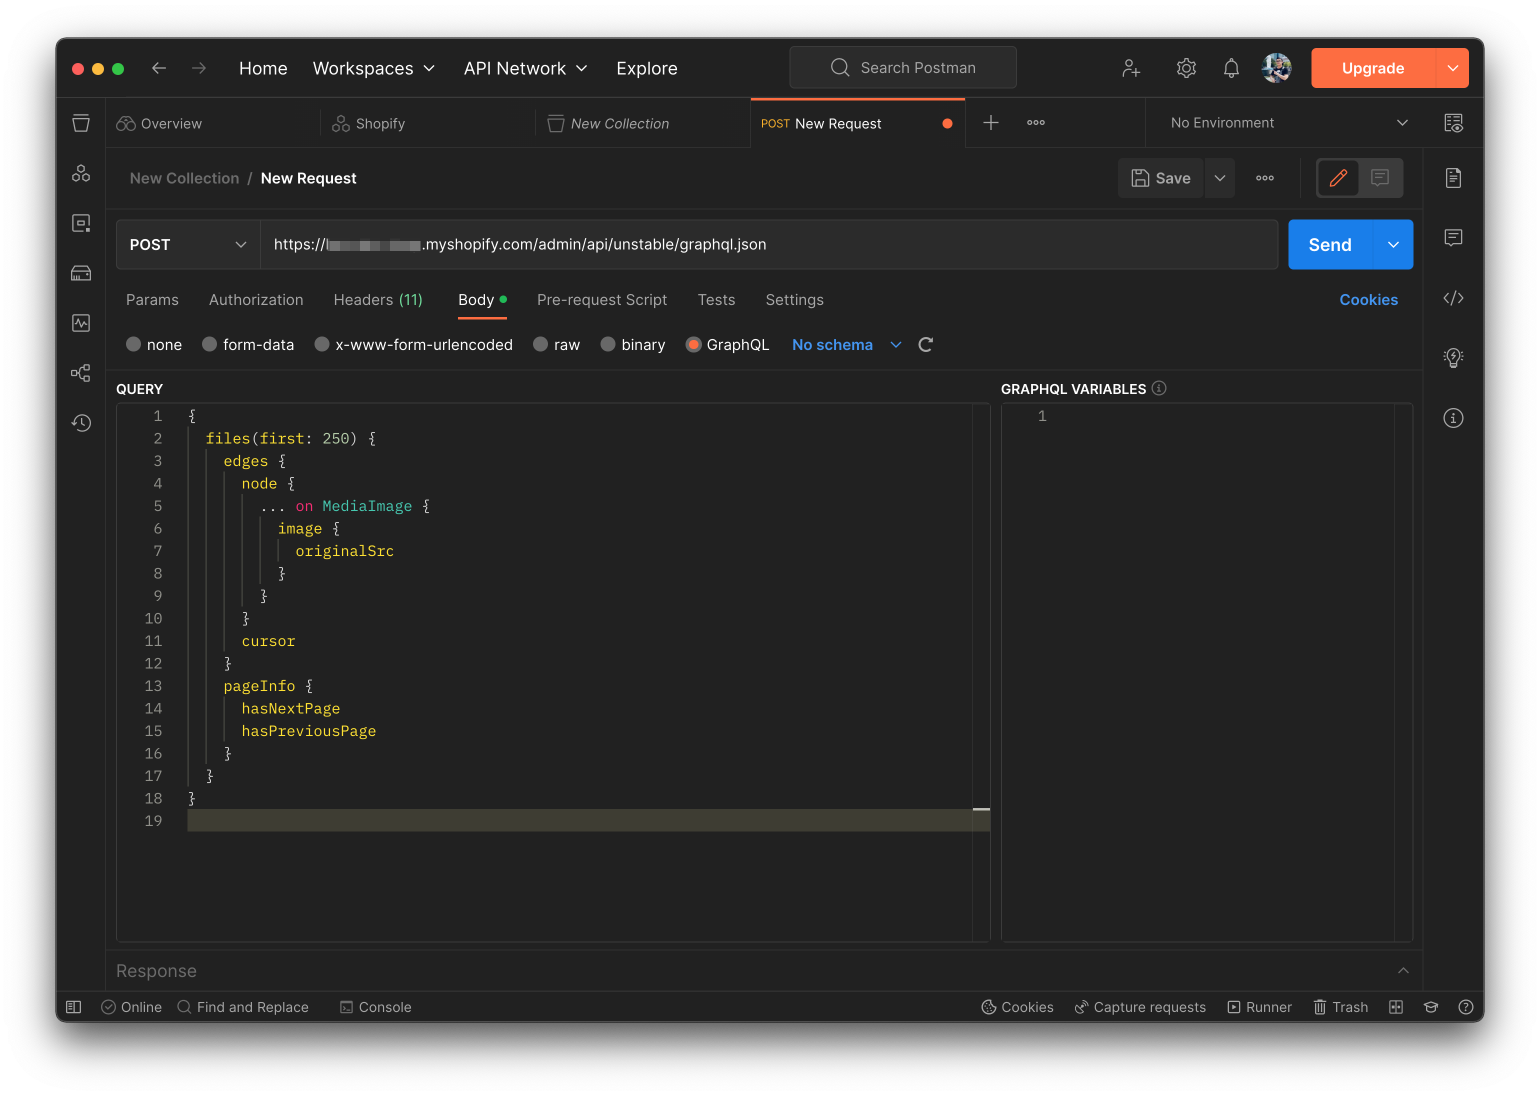 Home Workspaces API Network Explore Search Postman Upgrade
Overview Shopify New Collection POST New Request No Environment
New Collection / New Request Save
POST https://l .myshopify.com/admin/api/unstable/graphql.json Send
Params Authorization Headers (11) Body Pre-request Script Tests Settings Cookies
none form-data x-www-form-urlencoded raw binary GraphQL No schema
QUERY GRAPHQL VARIABLES
1 { 1
2 files(first: 250) {
3 edges {
4 node {
5 ... on MediaImage {
6 image {
7 originalSrc
8 }
9 }
10 }
11 cursor
12 }
13 pageInfo {
14 hasNextPage
15 hasPreviousPage
16 }
17 }
18 }
19
Response
Online Find and Replace Console Cookies Capture requests Runner Trash